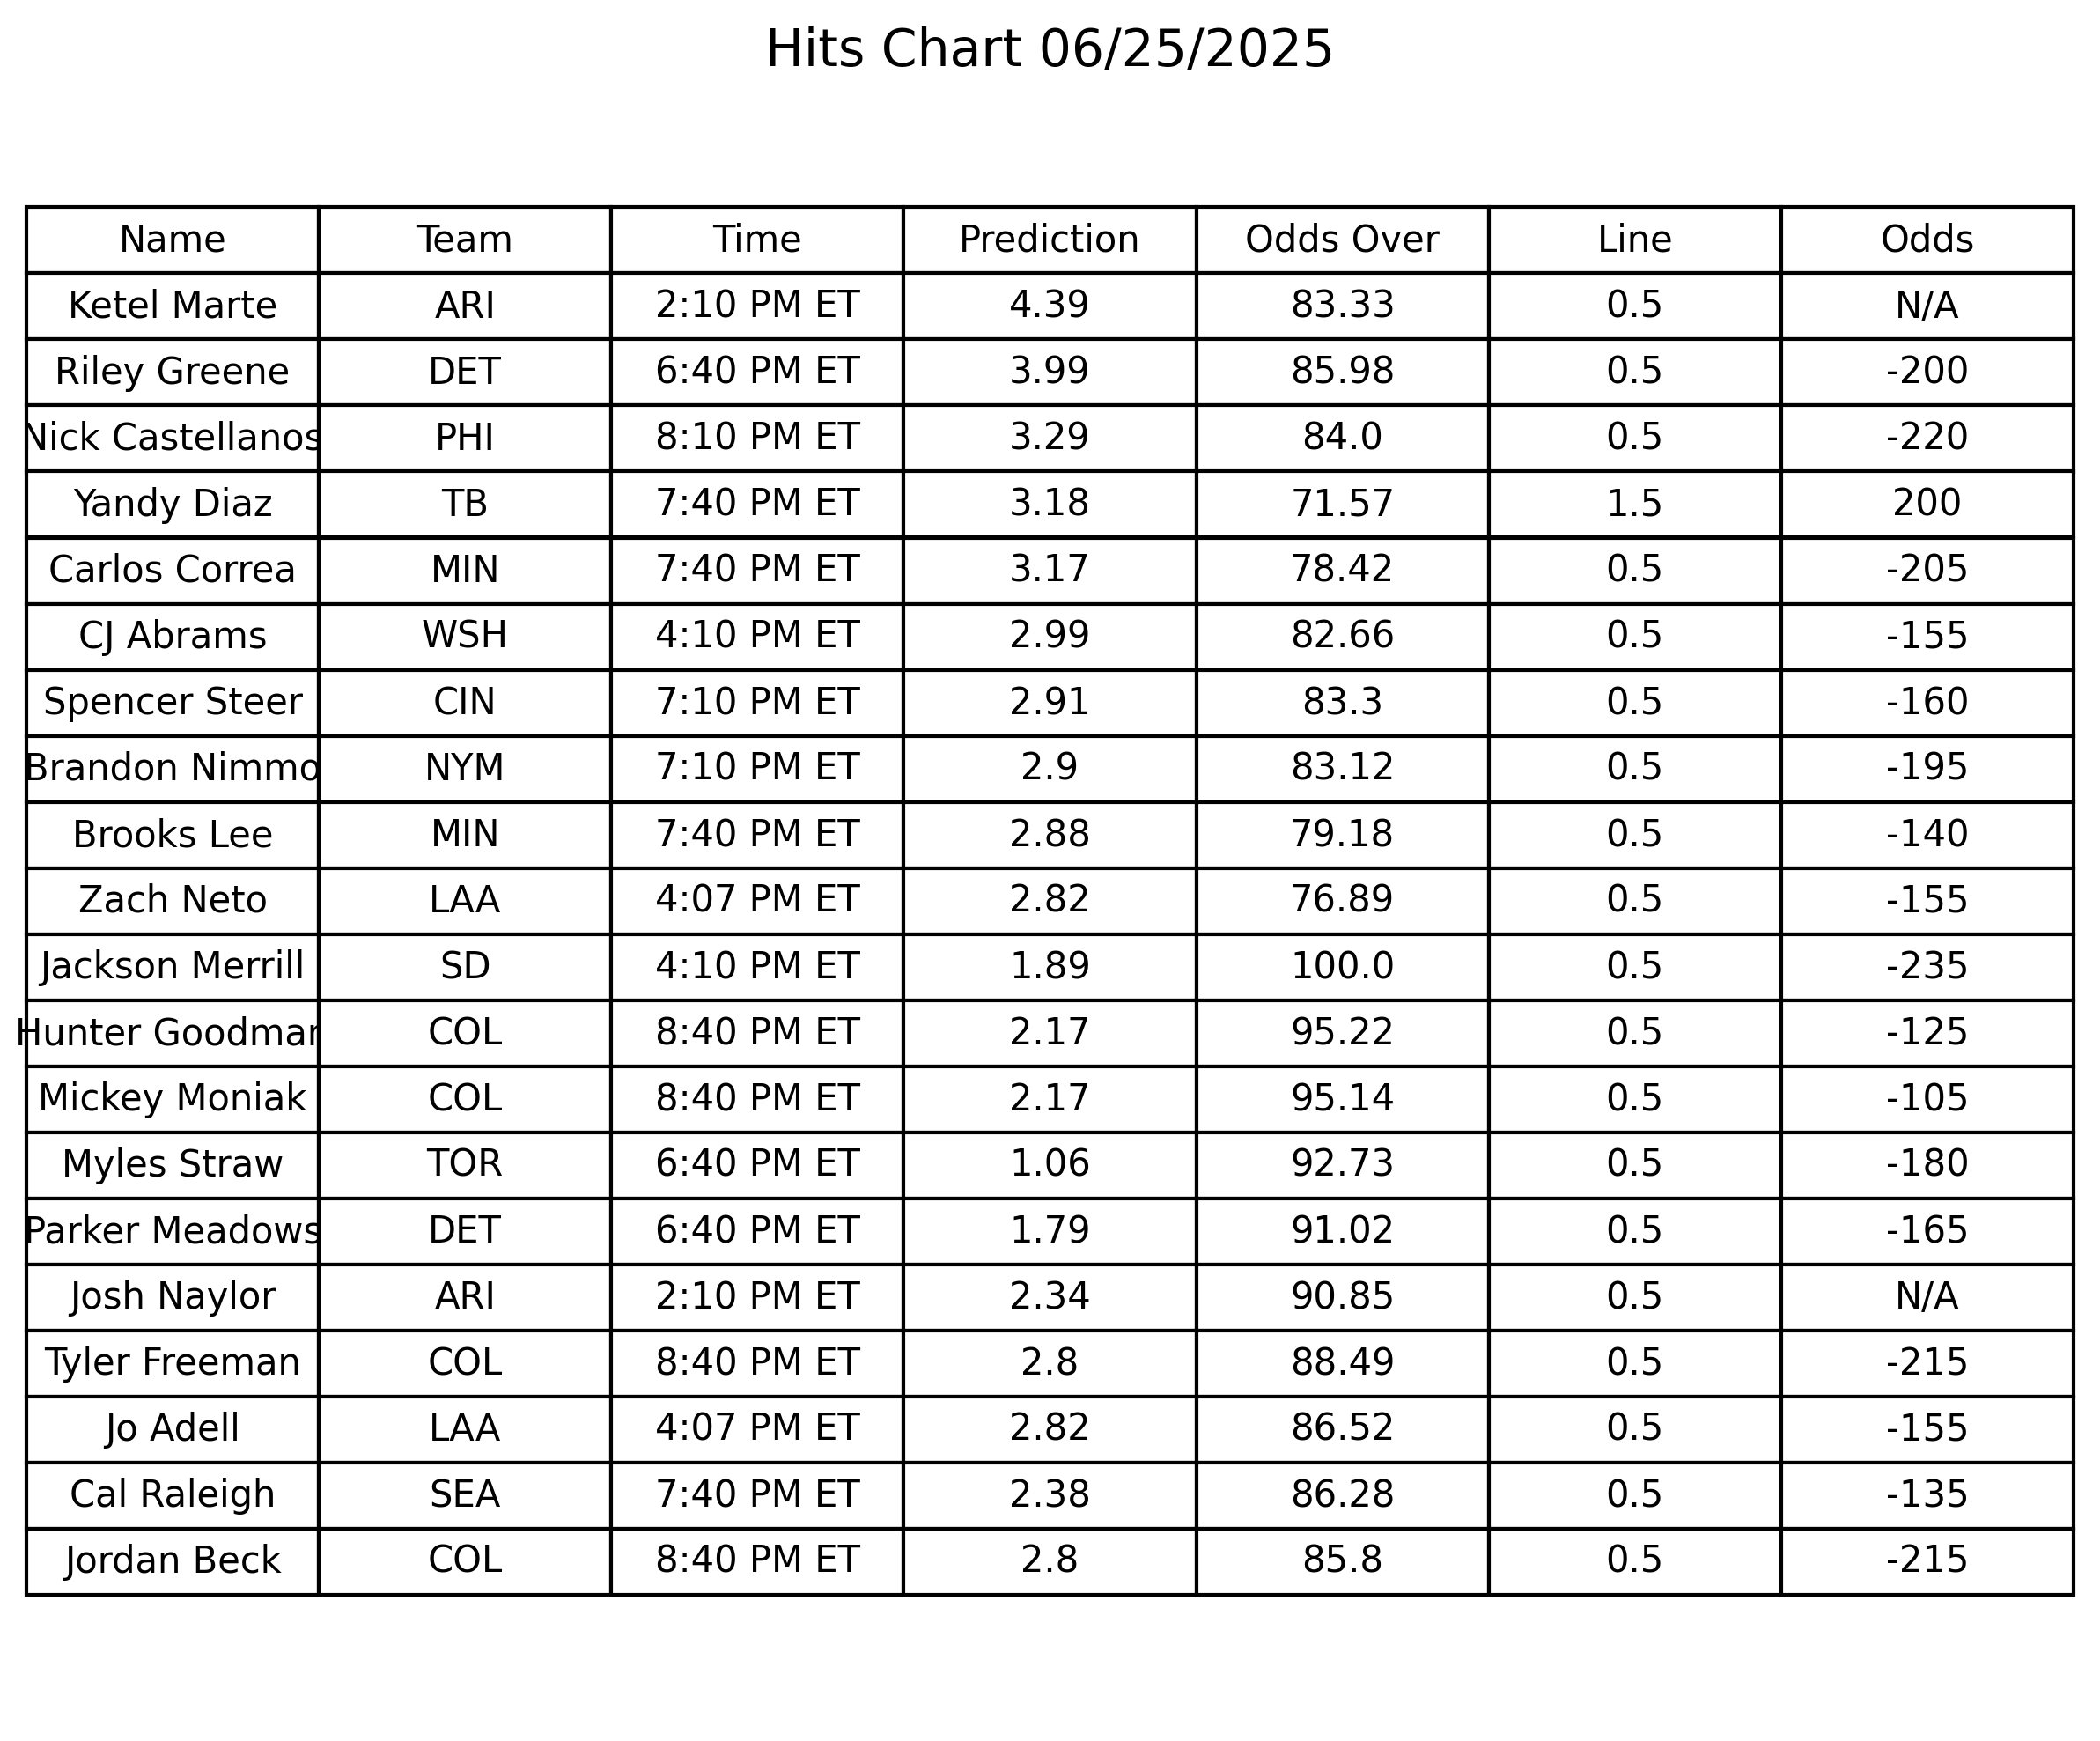 Hits Chart 06/25/2025
Name Team Time Prediction Odds Over Line Odds
Ketel Marte ARI 2:10 PM ET 4.39 83.33 0.5 N/A
Riley Greene DET 6:40 PM ET 3.99 85.98 0.5 -200
Nick Castellanos PHI 8:10 PM ET 3.29 84.0 0.5 -220
Yandy Diaz TB 7:40 PM ET 3.18 71.57 1.5 200
Carlos Correa MIN 7:40 PM ET 3.17 78.42 0.5 -205
CJ Abrams WSH 4:10 PM ET 2.99 82.66 0.5 -155
Spencer Steer CIN 7:10 PM ET 2.91 83.3 0.5 -160
Brandon Nimmo NYM 7:10 PM ET 2.9 83.12 0.5 -195
Brooks Lee MIN 7:40 PM ET 2.88 79.18 0.5 -140
Zach Neto LAA 4:07 PM ET 2.82 76.89 0.5 -155
Jackson Merrill SD 4:10 PM ET 1.89 100.0 0.5 -235
Hunter Goodman COL 8:40 PM ET 2.17 95.22 0.5 -125
Mickey Moniak COL 8:40 PM ET 2.17 95.14 0.5 -105
Myles Straw TOR 6:40 PM ET 1.06 92.73 0.5 -180
Parker Meadows DET 6:40 PM ET 1.79 91.02 0.5 -165
Josh Naylor ARI 2:10 PM ET 2.34 90.85 0.5 N/A
Tyler Freeman COL 8:40 PM ET 2.8 88.49 0.5 -215
Jo Adell LAA 4:07 PM ET 2.82 86.52 0.5 -155
Cal Raleigh SEA 7:40 PM ET 2.38 86.28 0.5 -135
Jordan Beck COL 8:40 PM ET 2.8 85.8 0.5 -215